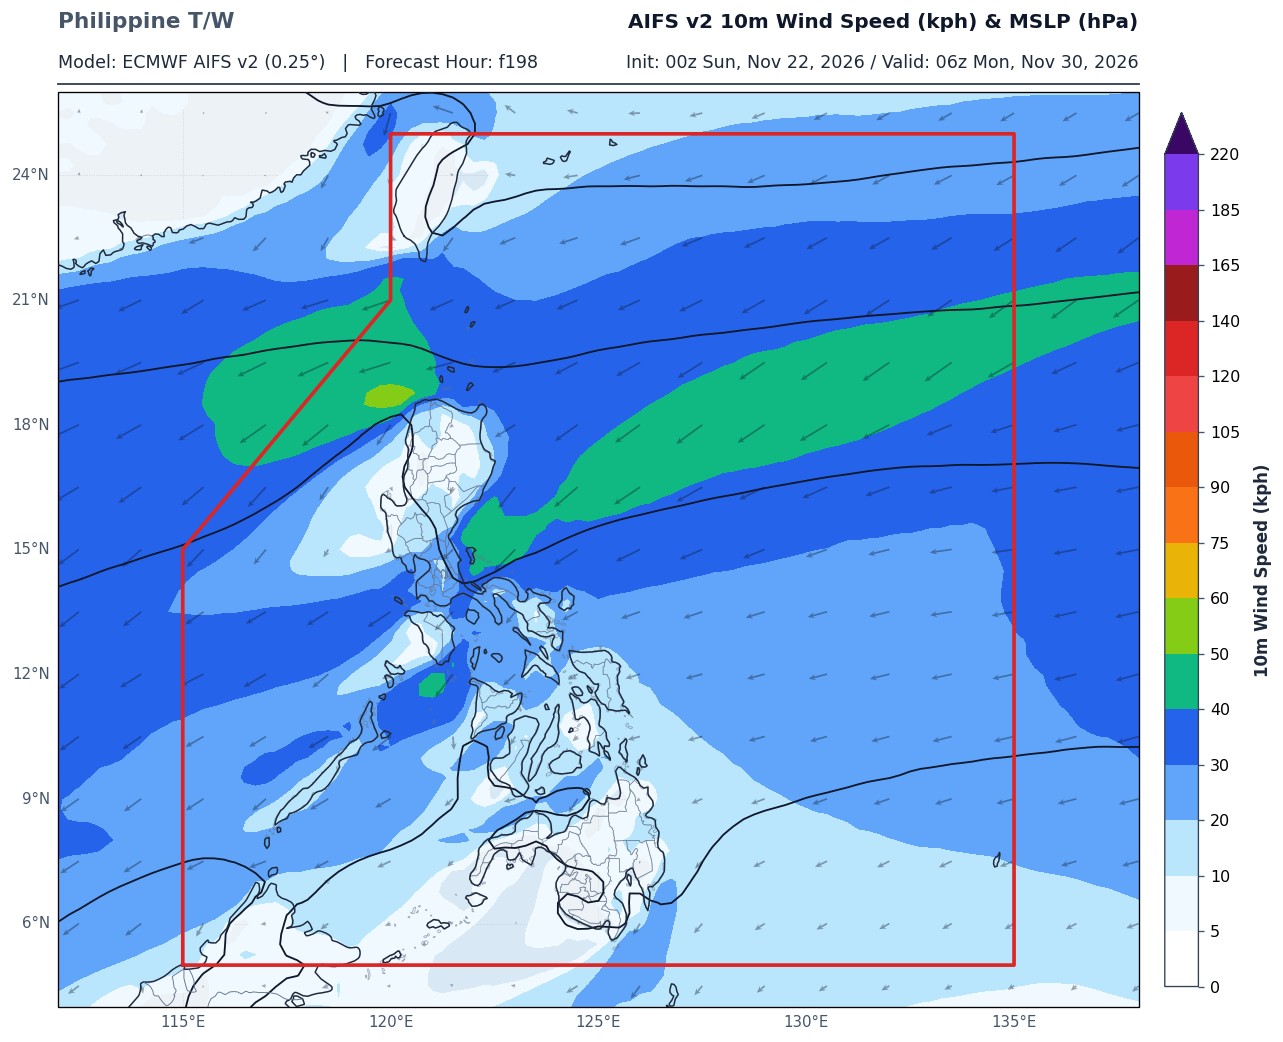 Philippine T/W
AIFS v2 10m Wind Speed (kph) & MSLP (hPa)
Model: ECMWF AIFS v2 (0.25°)   |   Forecast Hour: f198
Init: 00z Sun, Nov 22, 2026 / Valid: 06z Mon, Nov 30, 2026
24°N
21°N
18°N
15°N
12°N
9°N
6°N
115°E
120°E
125°E
130°E
135°E
220
185
165
140
120
105
90
75
60
50
40
30
20
10
5
0
10m Wind Speed (kph)